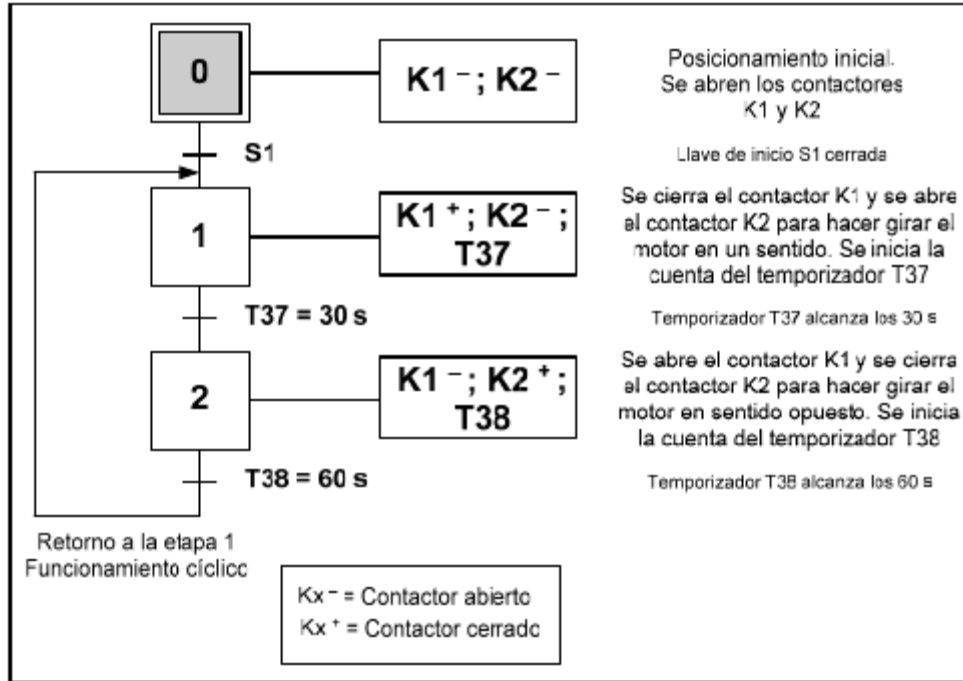 0
K1 – ; K2 –
Posicionamiento inicial.
Se abren los contactores
K1 y K2
S1
Llave de inicio S1 cerrada
1
K1 + ; K2 – ;
T37
Se cierra el contactor K1 y se abre
el contactor K2 para hacer girar el
motor en un sentido. Se inicia la
cuenta del temporizador T37
T37 = 30 s
Temporizador T37 alcanza los 30 s
2
K1 – ; K2 + ;
T38
Se abre el contactor K1 y se cierra
el contactor K2 para hacer girar el
motor en sentido opuesto. Se inicia
la cuenta del temporizador T38
T38 = 60 s
Temporizador T38 alcanza los 60 s
Retorno a la etapa 1
Funcionamiento cíclico
Kx – = Contactor abierto
Kx + = Contactor cerrado